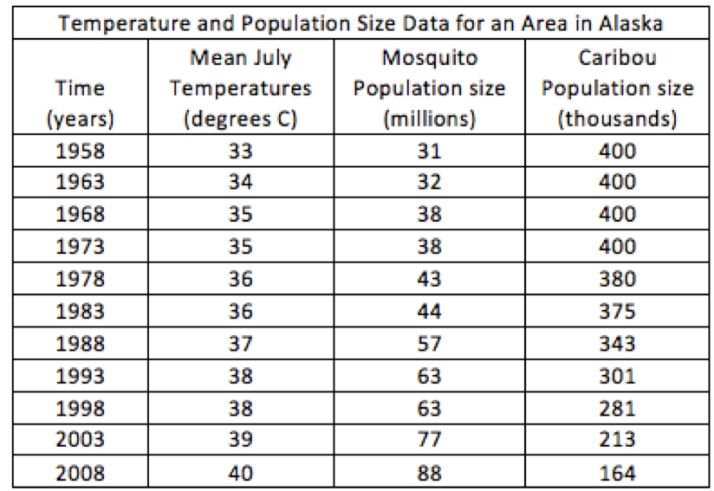 Temperature and Population Size Data for an Area in Alaska
Time (years) Mean July Temperatures (degrees C) Mosquito Population size (millions) Caribou Population size (thousands)
1958 33 31 400
1963 34 32 400
1968 35 38 400
1973 35 38 400
1978 36 43 380
1983 36 44 375
1988 37 57 343
1993 38 63 301
1998 38 63 281
2003 39 77 213
2008 40 88 164